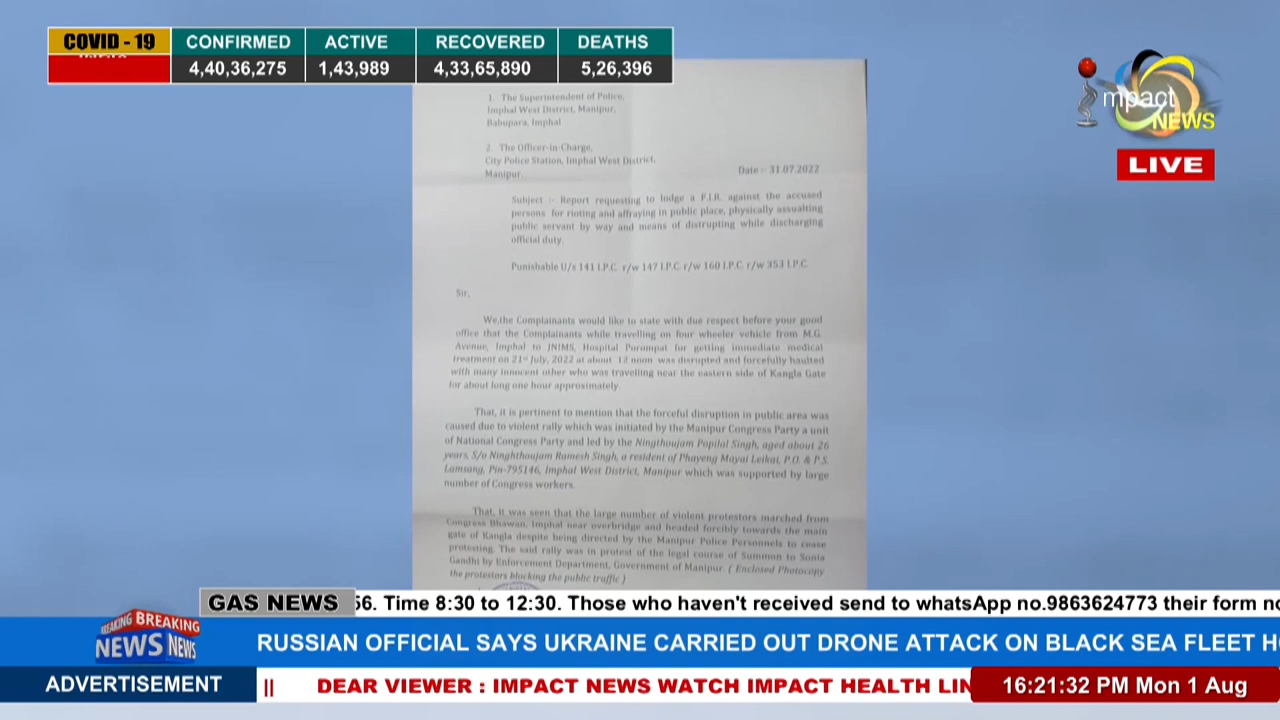 COVID - 19
CONFIRMED
ACTIVE
RECOVERED
DEATHS
4,40,36,275
1,43,989
4,33,65,890
5,26,396
mpact
NEWS
LIVE
1. The Superintendent of Police,
Imphal West District, Manipur,
Babupara, Imphal
2. The Officer-in-Charge,
City Police Station, Imphal West District,
Manipur.
Date :- 31.07.2022
Subject :- Report requesting to lodge a F.I.R. against the accused
persons for rioting and affraying in public place, physically assualting
public servant by way and means of distrupting while discharging
official duty.
Punishable U/s 141 I.P.C. r/w 147 I.P.C. r/w 160 I.P.C. r/w 353 I.P.C.
Sir,
We,the Complainants would like to state with due respect before your good
office that the Complainants while travelling on four wheeler vehicle from M.G.
Avenue, Imphal to JNIMS, Hospital Porompat for getting immediate medical
treatment on 21st July, 2022 at about 12 noon was disrupted and forcefully haulted
with many innocent other who was travelling near the eastern side of Kangla Gate
for about long one hour approximately.
That, it is pertinent to mention that the forceful disruption in public area was
caused due to violent rally which was initiated by the Manipur Congress Party a unit
of National Congress Party and led by the Ningthoujam Popilal Singh, aged about 26
years, S/o Ninghthoujam Ramesh Singh, a resident of Phayeng Mayai Leikai, P.O. & P.S.
Lamsang, Pin-795146, Imphal West District, Manipur which was supported by large
number of Congress workers.
That, it was seen that the large number of violent protestors marched from
Congress Bhawan, Imphal near overbridge and headed forcibly towards the main
gate of Kangla despite being directed by the Manipur Police Personnels to cease
protesting. The said rally was in protest of the legal course of Summon to Sonia
Gandhi by Enforcement Department, Government of Manipur. ( Enclosed Photocopy
the protestors blocking the public traffic )
GAS NEWS
56. Time 8:30 to 12:30. Those who haven't received send to whatsApp no.9863624773 their form no
BREAKING BREAKING
NEWS NEWS
RUSSIAN OFFICIAL SAYS UKRAINE CARRIED OUT DRONE ATTACK ON BLACK SEA FLEET H
ADVERTISEMENT
|| DEAR VIEWER : IMPACT NEWS WATCH IMPACT HEALTH LIN
16:21:32 PM Mon 1 Aug